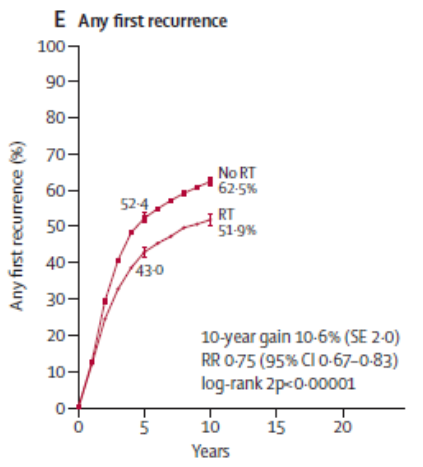 E Any first recurrence
100
90
80
70
60
50
40
30
20
10
0
Any first recurrence (%)
52·4
43·0
No RT
62·5%
RT
51·9%
10-year gain 10·6% (SE 2·0)
RR 0·75 (95% CI 0·67–0·83)
log-rank 2p<0·00001
0 5 10 15 20
Years